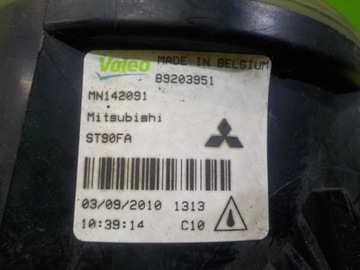 Valeo MADE IN BELGIUM
89203951
MN142091
Mitsubishi
ST90FA
03/09/2010 1313
10:39:14 C10